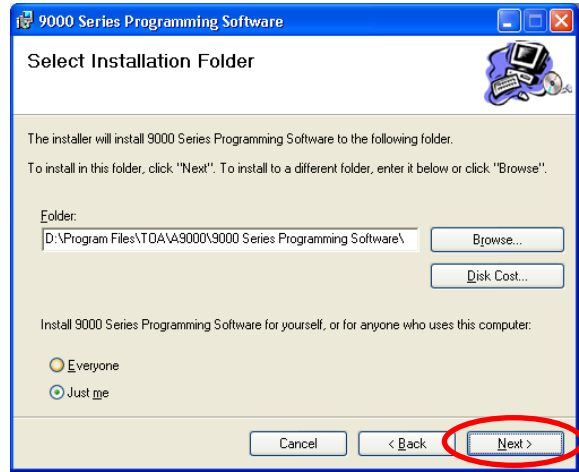 9000 Series Programming Software
Select Installation Folder
The installer will install 9000 Series Programming Software to the following folder.
To install in this folder, click "Next". To install to a different folder, enter it below or click "Browse".
Folder:
D:\Program Files\TOA\A9000\9000 Series Programming Software\
Browse...
Disk Cost...
Install 9000 Series Programming Software for yourself, or for anyone who uses this computer:
Everyone
Just me
Cancel
< Back
Next >